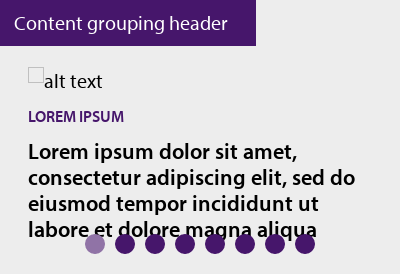 Content grouping header
alt text
LOREM IPSUM
Lorem ipsum dolor sit amet,
consectetur adipiscing elit, sed do
eiusmod tempor incididunt ut
labore et dolore magna aliqua